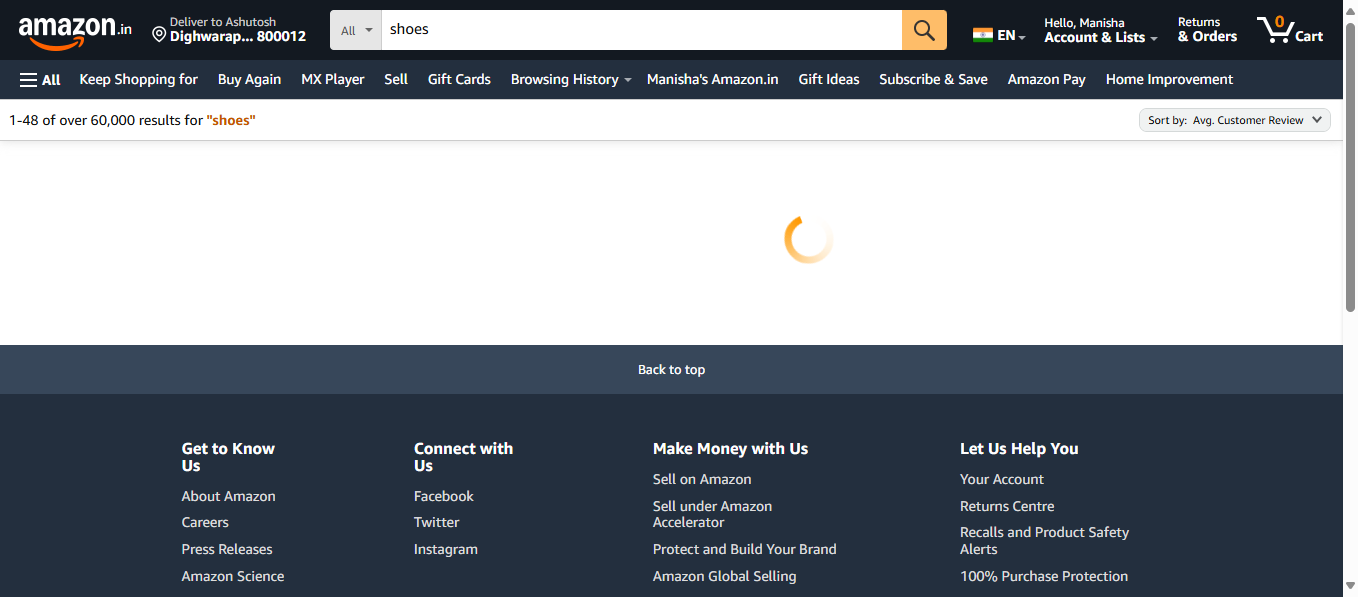 amazon.in
Deliver to Ashutosh
Dighwarap... 800012
All
shoes
EN
Hello, Manisha
Account & Lists
Returns
& Orders
0
Cart
All Keep Shopping for Buy Again MX Player Sell Gift Cards Browsing History Manisha's Amazon.in Gift Ideas Subscribe & Save Amazon Pay Home Improvement
1-48 of over 60,000 results for "shoes"
Sort by: Avg. Customer Review
Back to top
Get to Know
Us
About Amazon
Careers
Press Releases
Amazon Science
Connect with
Us
Facebook
Twitter
Instagram
Make Money with Us
Sell on Amazon
Sell under Amazon
Accelerator
Protect and Build Your Brand
Amazon Global Selling
Let Us Help You
Your Account
Returns Centre
Recalls and Product Safety
Alerts
100% Purchase Protection